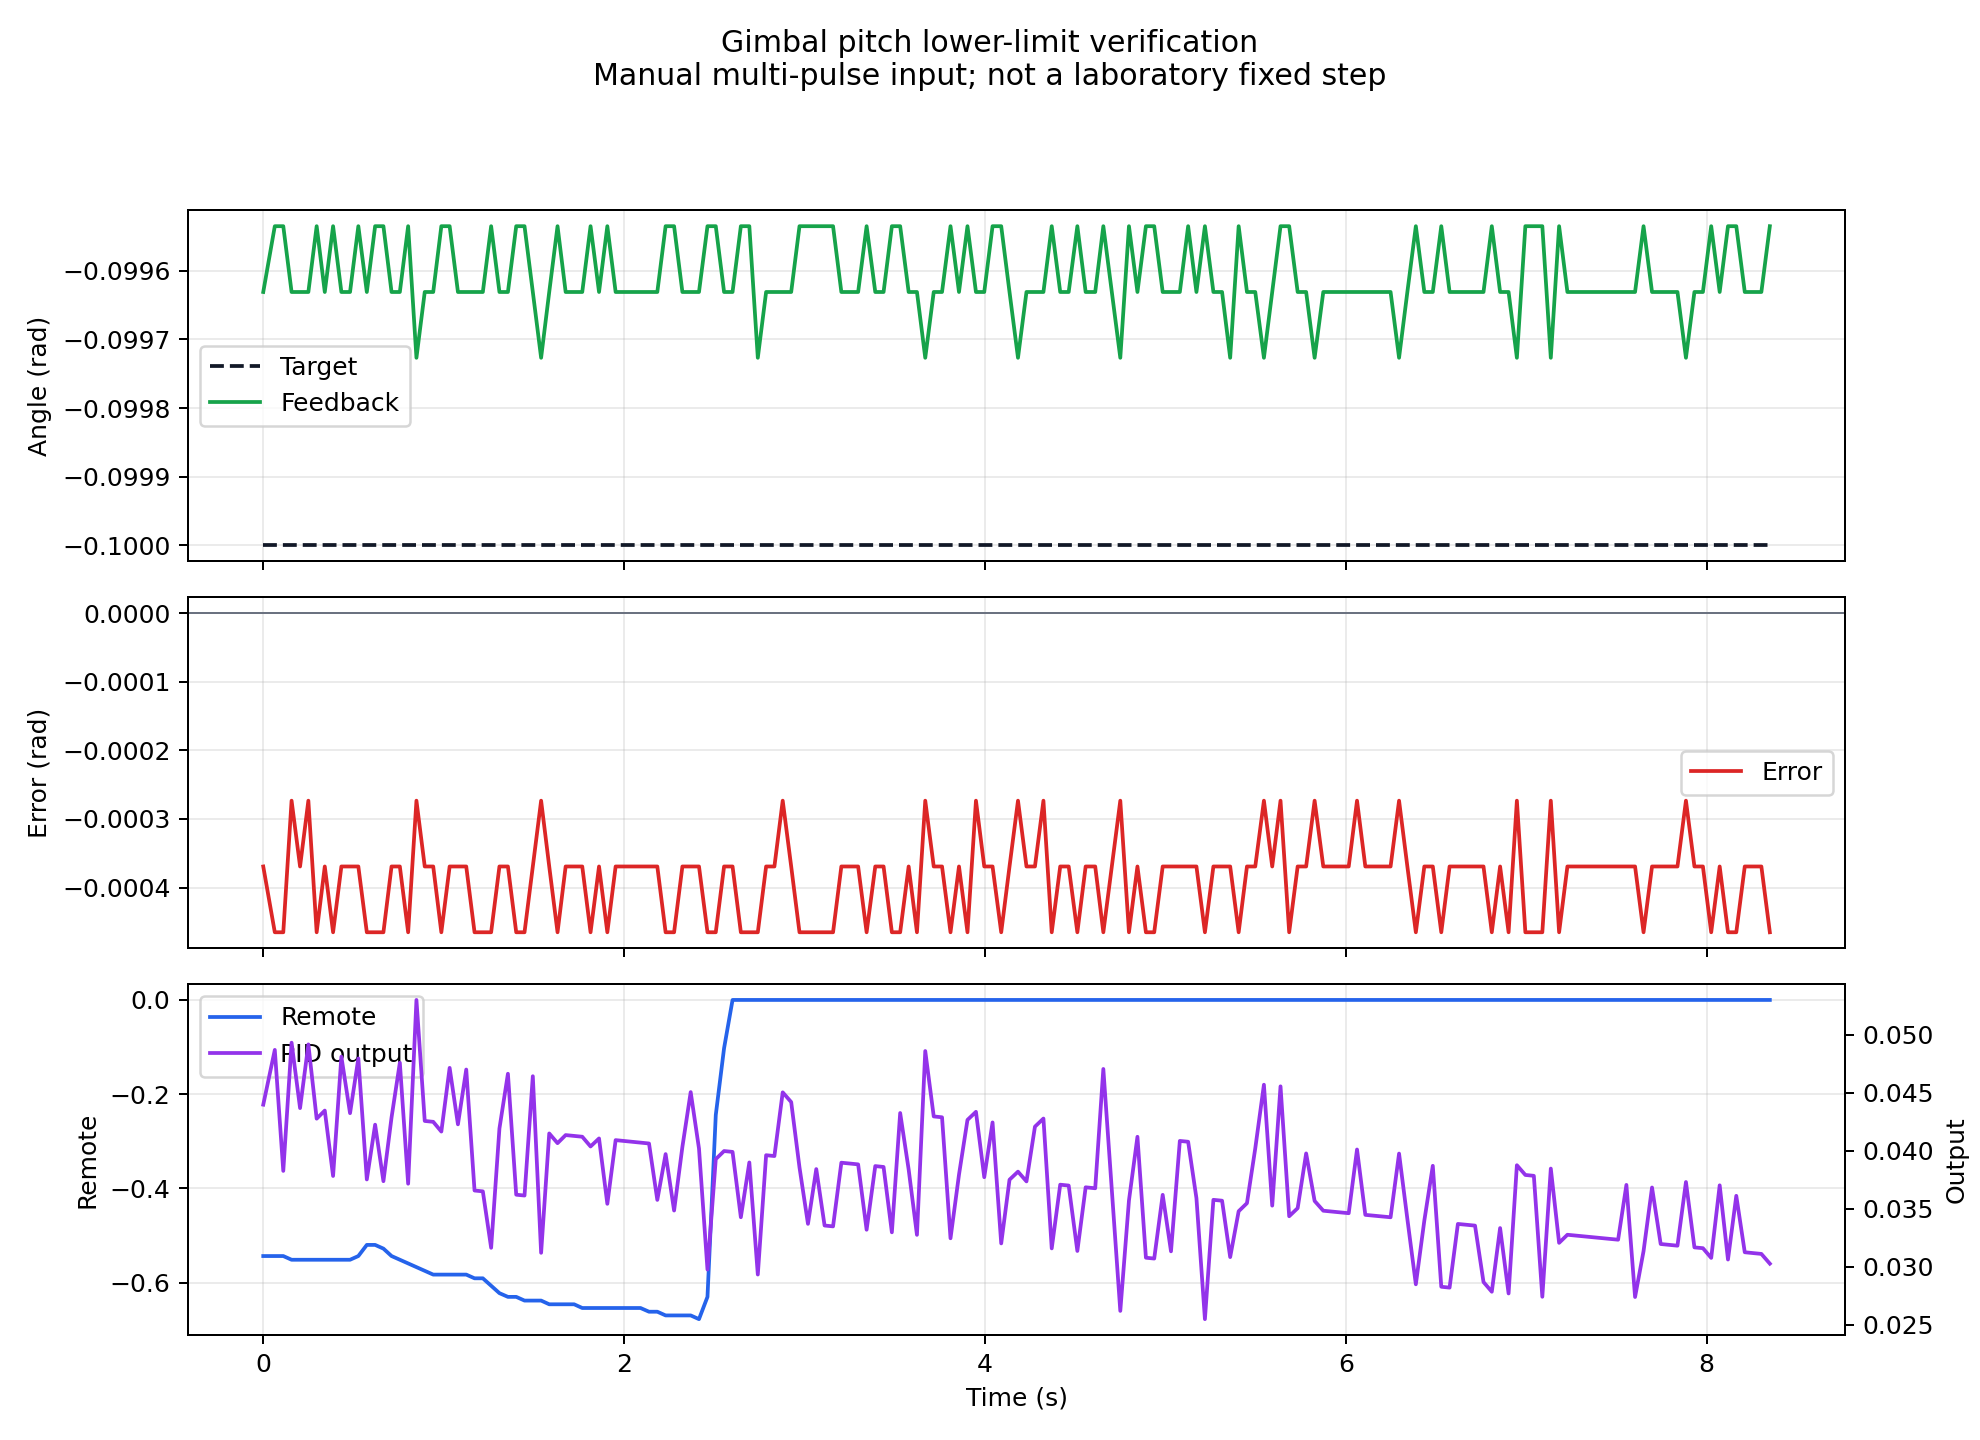 Gimbal pitch lower-limit verification
Manual multi-pulse input; not a laboratory fixed step
−0.0996
−0.0997
−0.0998
−0.0999
−0.1000
Angle (rad)
Target
Feedback
0.0000
−0.0001
−0.0002
−0.0003
−0.0004
Error (rad)
Error
0.0
−0.2
−0.4
−0.6
Remote
Remote
PID output
0.050
0.045
0.040
0.035
0.030
0.025
Output
0 2 4 6 8
Time (s)